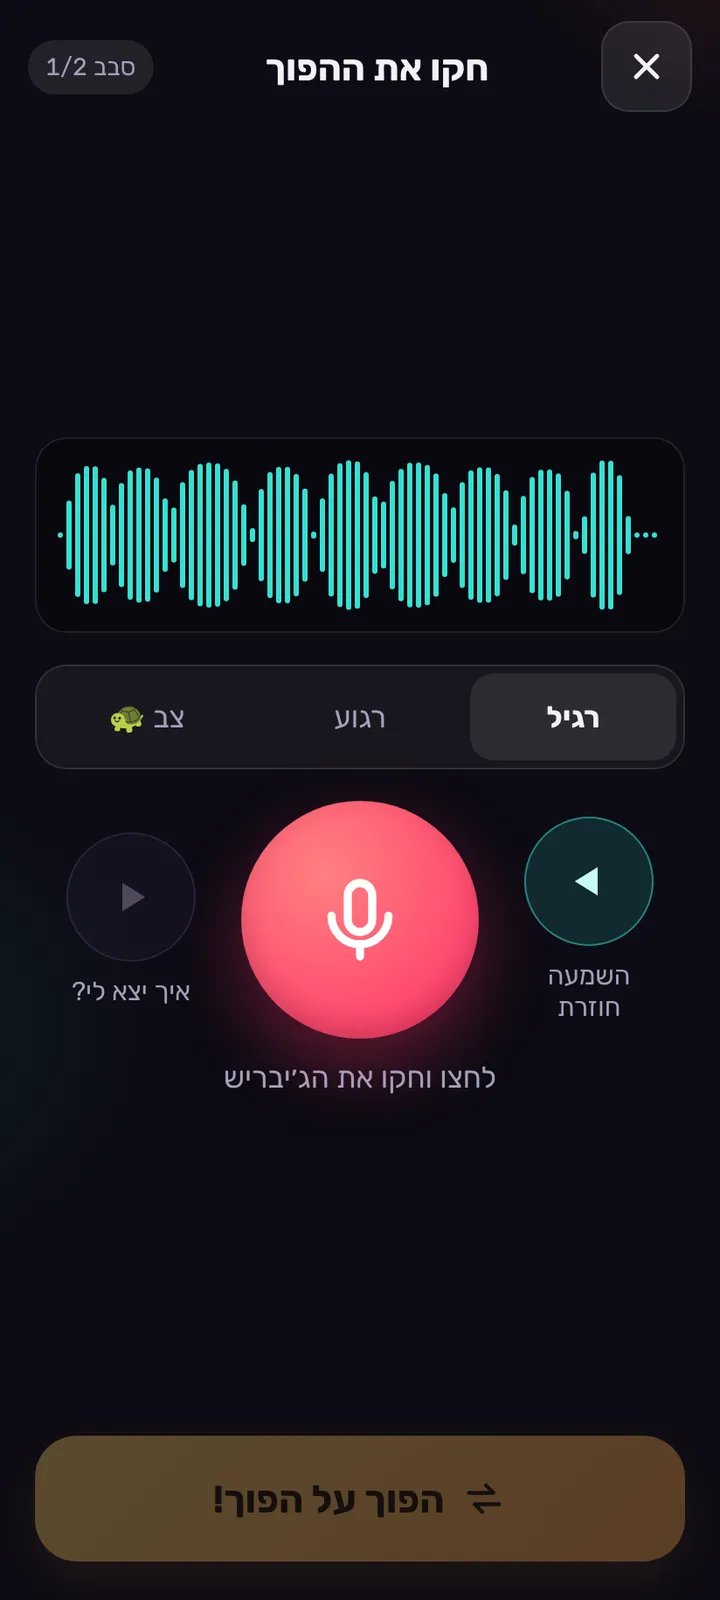 חקו את ההפוך
סבב 1/2
רגיל
רגוע
צב 🐢
השמעה
חוזרת
איך יצא לי?
לחצו וחקו את הג׳יבריש
הפוך על הפוך!